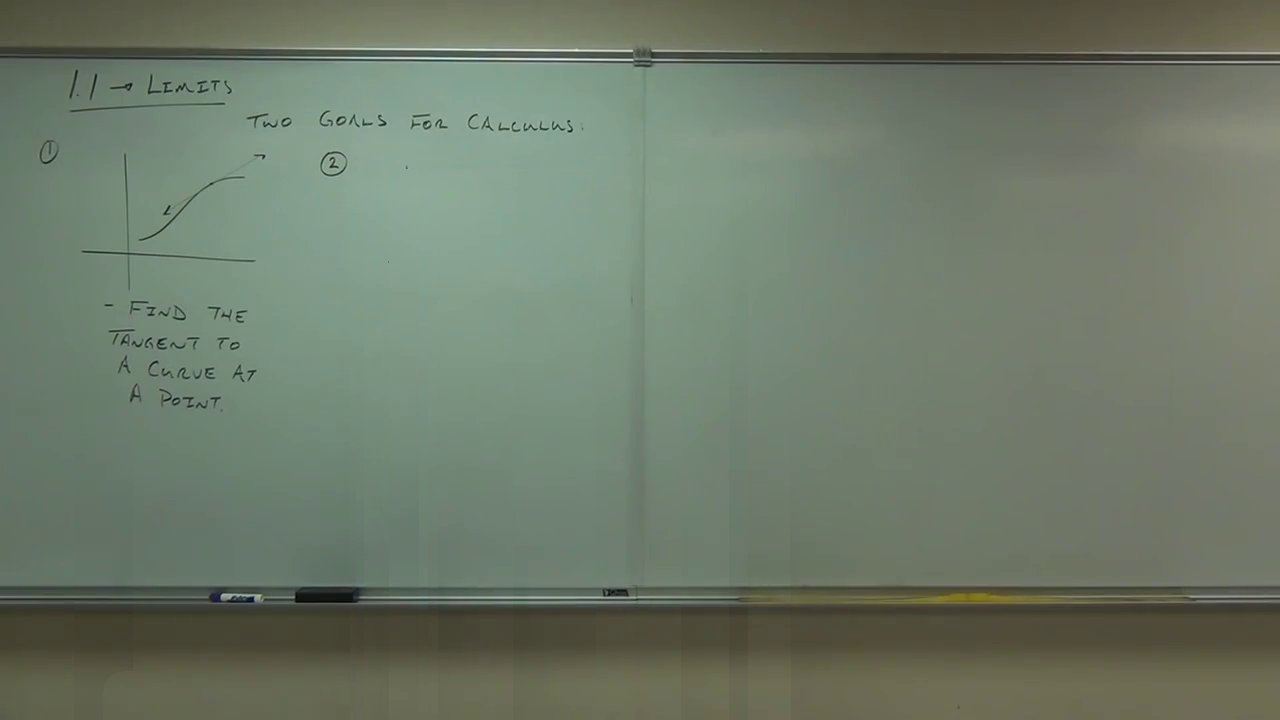 1.1 → LIMITS
TWO GOALS FOR CALCULUS:
①
②
- FIND THE
TANGENT TO
A CURVE AT
A POINT.